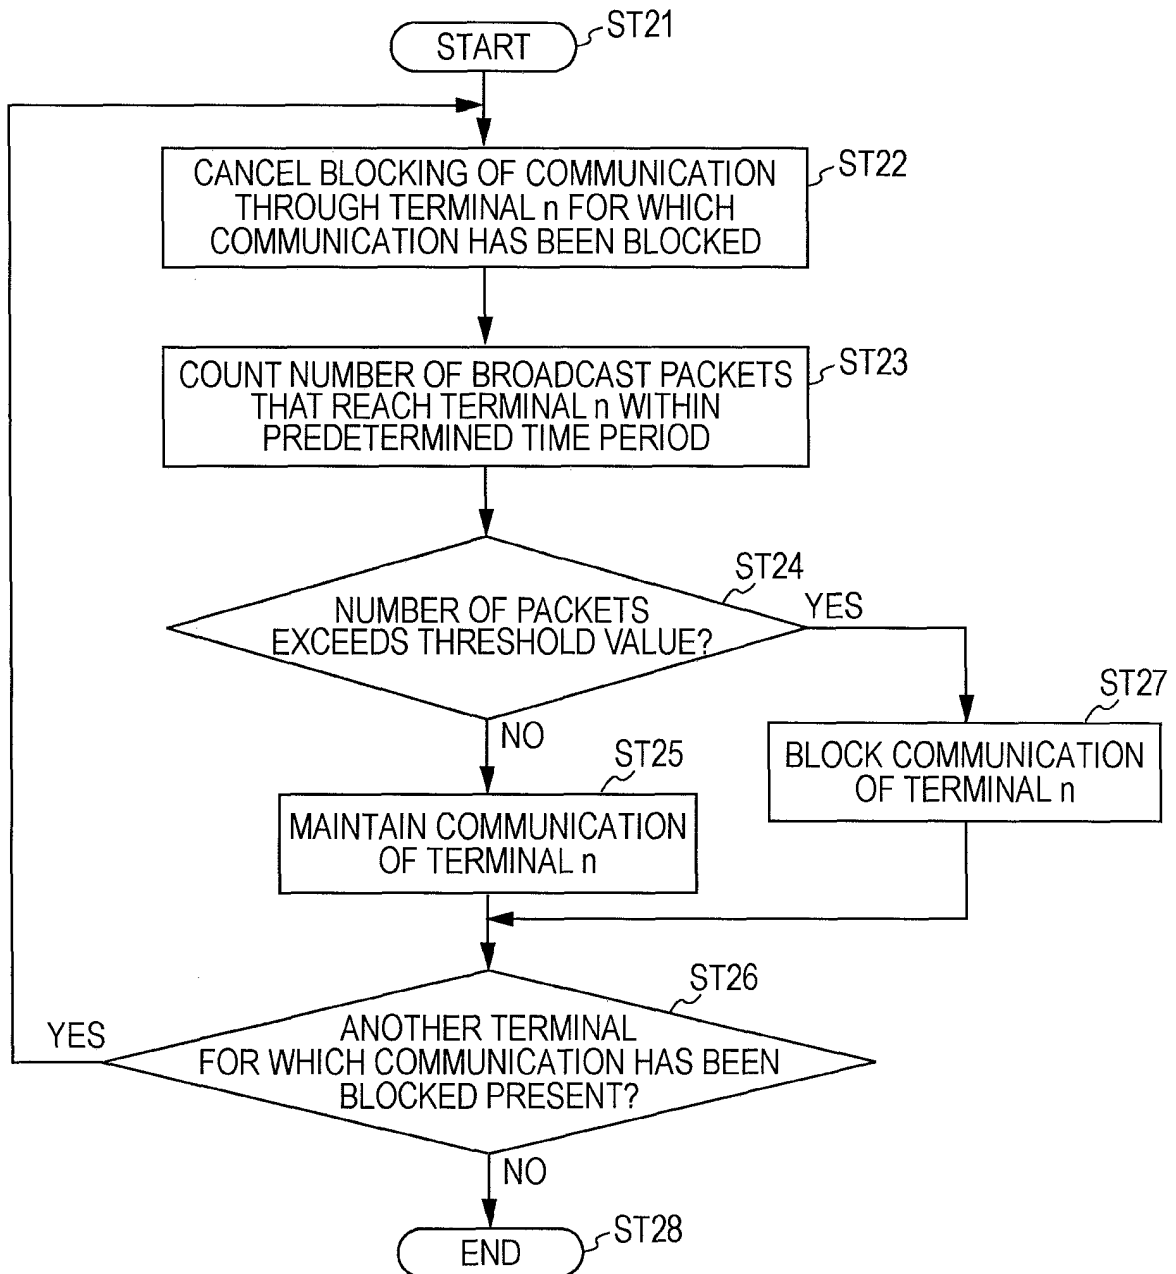 START
ST21
CANCEL BLOCKING OF COMMUNICATION
THROUGH TERMINAL n FOR WHICH
COMMUNICATION HAS BEEN BLOCKED
ST22
COUNT NUMBER OF BROADCAST PACKETS
THAT REACH TERMINAL n WITHIN
PREDETERMINED TIME PERIOD
ST23
NUMBER OF PACKETS
EXCEEDS THRESHOLD VALUE?
ST24
YES
NO
BLOCK COMMUNICATION
OF TERMINAL n
ST27
MAINTAIN COMMUNICATION
OF TERMINAL n
ST25
ANOTHER TERMINAL
FOR WHICH COMMUNICATION HAS BEEN
BLOCKED PRESENT?
ST26
YES
NO
END
ST28